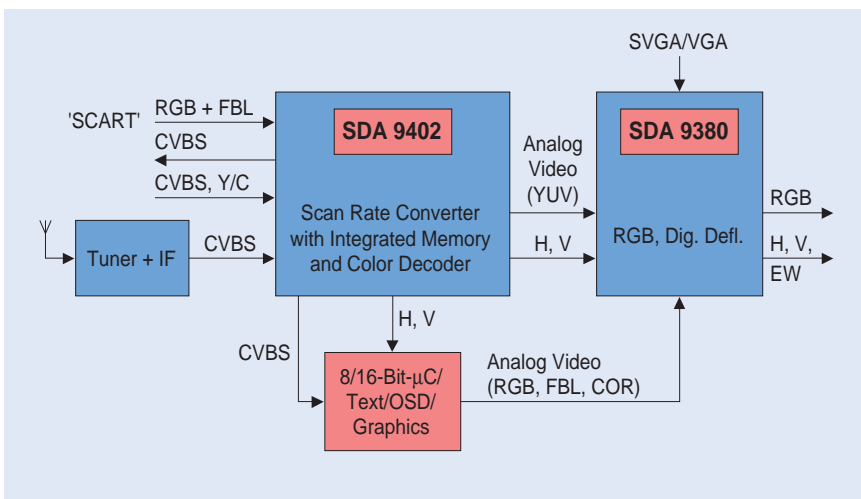 SVGA/VGA
'SCART'
RGB + FBL
CVBS
CVBS, Y/C
SDA 9402
Scan Rate Converter
with Integrated Memory
and Color Decoder
Analog
Video
(YUV)
H, V
SDA 9380
RGB, Dig. Defl.
RGB
H, V,
EW
Tuner + IF
CVBS
CVBS
H, V
8/16-Bit-µC/
Text/OSD/
Graphics
Analog Video
(RGB, FBL, COR)